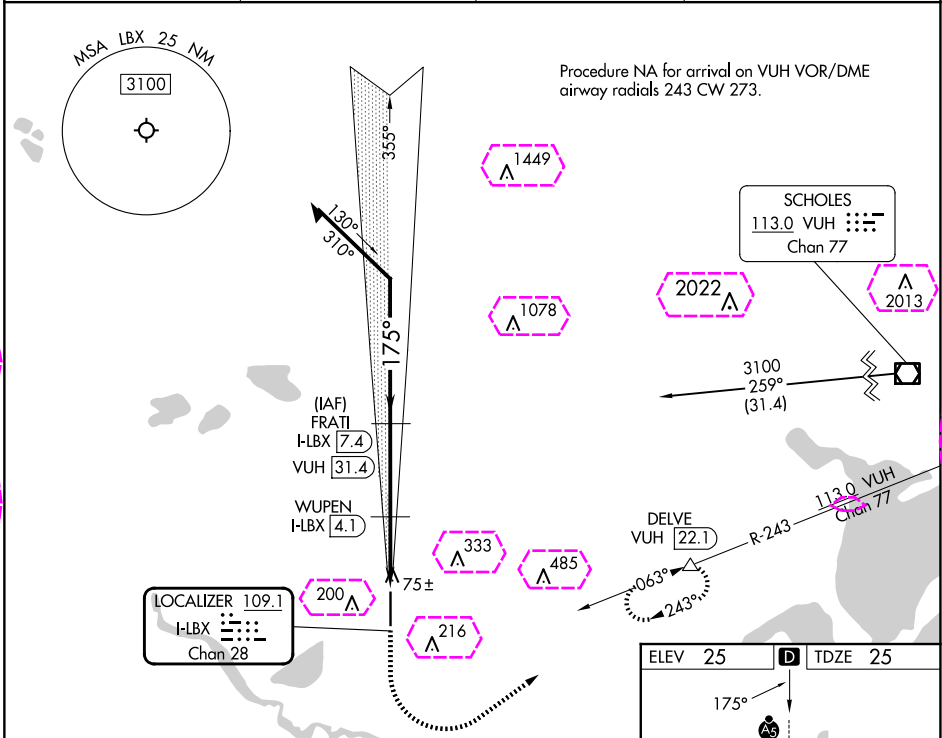 MSA LBX 25 NM
3100
Procedure NA for arrival on VUH VOR/DME
airway radials 243 CW 273.
355°
1449
130°
310°
SCHOLES
113.0 VUH
Chan 77
2022
2013
1078
175°
3100
259°
(31.4)
(IAF)
FRATI
I-LBX 7.4
VUH 31.4
WUPEN
I-LBX 4.1
113.0 VUH
Chan 77
R-243
DELVE
VUH 22.1
063°
243°
333
485
75±
200
216
LOCALIZER 109.1
I-LBX
Chan 28
ELEV 25 D TDZE 25
175°
A5